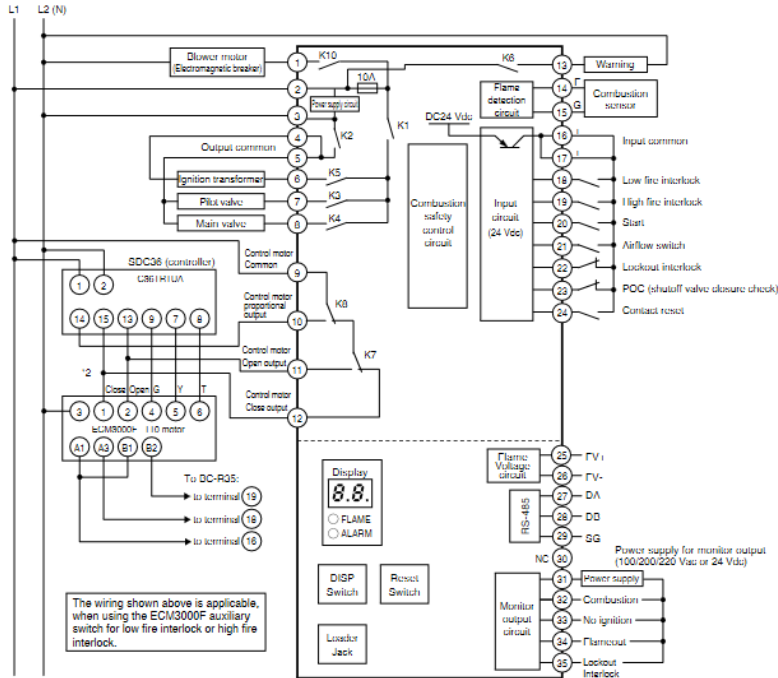 L1 L2 (N)
Blower motor
(Electromagnetic breaker)
1
K10
K6
13
Warning
2
10A
Power supply circuit
14
F
Flame
detection
circuit
Combustion
sensor
3
15
G
K2
K1
DC24 Vdc
4
16
Output common
Input common
5
17
Ignition transformer
6
K5
18
Low fire interlock
Pilot valve
7
K3
19
High fire interlock
Main valve
8
K4
Combustion
safety
control
circuit
Input
circuit
(24 Vdc)
20
Start
21
Airflow switch
22
Lockout interlock
23
POC (shutoff valve closure check)
24
Contact reset
SDC36 (controller)
C36TR1UA
1 2
14 15 13 9 7 8
Control motor
Common
9
Control motor
proportional
output
10
K8
Control motor
Open output
11
K7
Control motor
Close output
12
*2
Close Open G Y T
3 1 2 4 5 6
ECM3000F 110 motor
A1 A3 B1 B2
To BC-R35:
to terminal 19
to terminal 18
to terminal 16
The wiring shown above is applicable,
when using the ECM3000F auxiliary
switch for low fire interlock or high fire
interlock.
Display
8.8.
FLAME
ALARM
DISP
Switch
Reset
Switch
Loader
Jack
Flame
Voltage
circuit
25
FV+
26
FV-
RS-485
27
DA
28
DB
29
SG
NC 30
Power supply for monitor output
(100/200/220 Vac or 24 Vdc)
Monitor
output
circuit
31
Power supply
32
Combustion
33
No ignition
34
Flameout
35
Lockout
Interlock